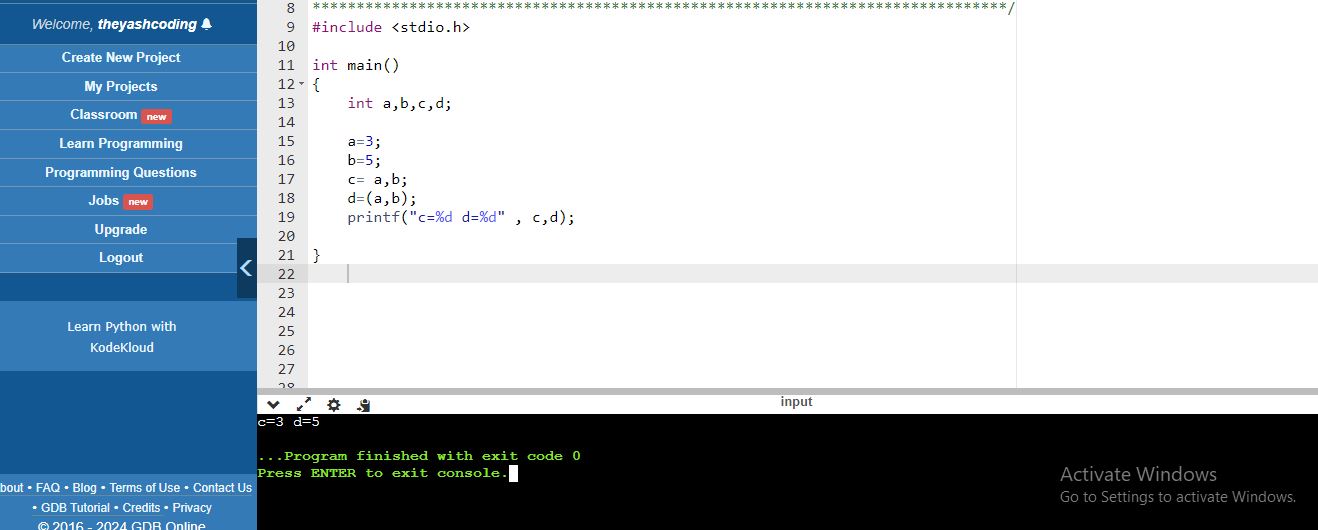 Welcome, theyashcoding
Create New Project
My Projects
Classroom new
Learn Programming
Programming Questions
Jobs new
Upgrade
Logout
Learn Python with
KodeKloud
bout • FAQ • Blog • Terms of Use • Contact Us
• GDB Tutorial • Credits • Privacy
© 2016 - 2024 GDB Online
8 *******************************************************************************/
9 #include <stdio.h>
10
11 int main()
12 {
13     int a,b,c,d;
14
15     a=3;
16     b=5;
17     c= a,b;
18     d=(a,b);
19     printf("c=%d d=%d" , c,d);
20
21 }
22
23
24
25
26
27
28
input
c=3 d=5
...Program finished with exit code 0
Press ENTER to exit console.
Activate Windows
Go to Settings to activate Windows.